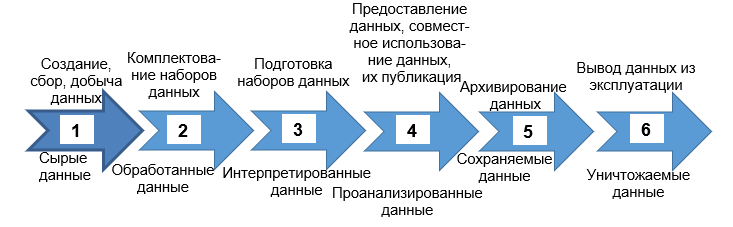 Создание,
сбор, добыча
данных
1
Сырые
данные
Комплектова-
ние наборов
данных
2
Обработанные
данные
Подготовка
наборов данных
3
Интерпретированные
данные
Предоставление
данных, совмест-
ное использова-
ние данных,
их публикация
4
Проанализированные
данные
Архивирование
данных
5
Сохраняемые
данные
Вывод данных из
эксплуатации
6
Уничтожаемые
данные